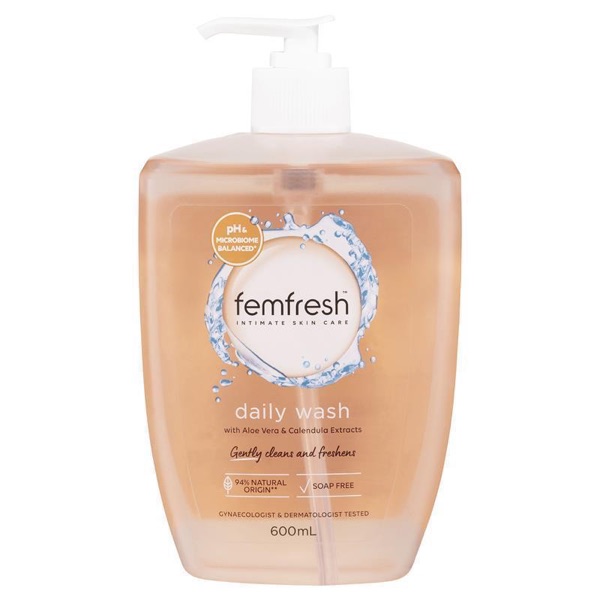 pH &
MICROBIOME
BALANCED*
femfresh™
INTIMATE SKIN CARE
daily wash
with Aloe Vera & Calendula Extracts
Gently cleans and freshens
94% NATURAL
ORIGIN**
SOAP FREE
GYNAECOLOGIST & DERMATOLOGIST TESTED
600mL